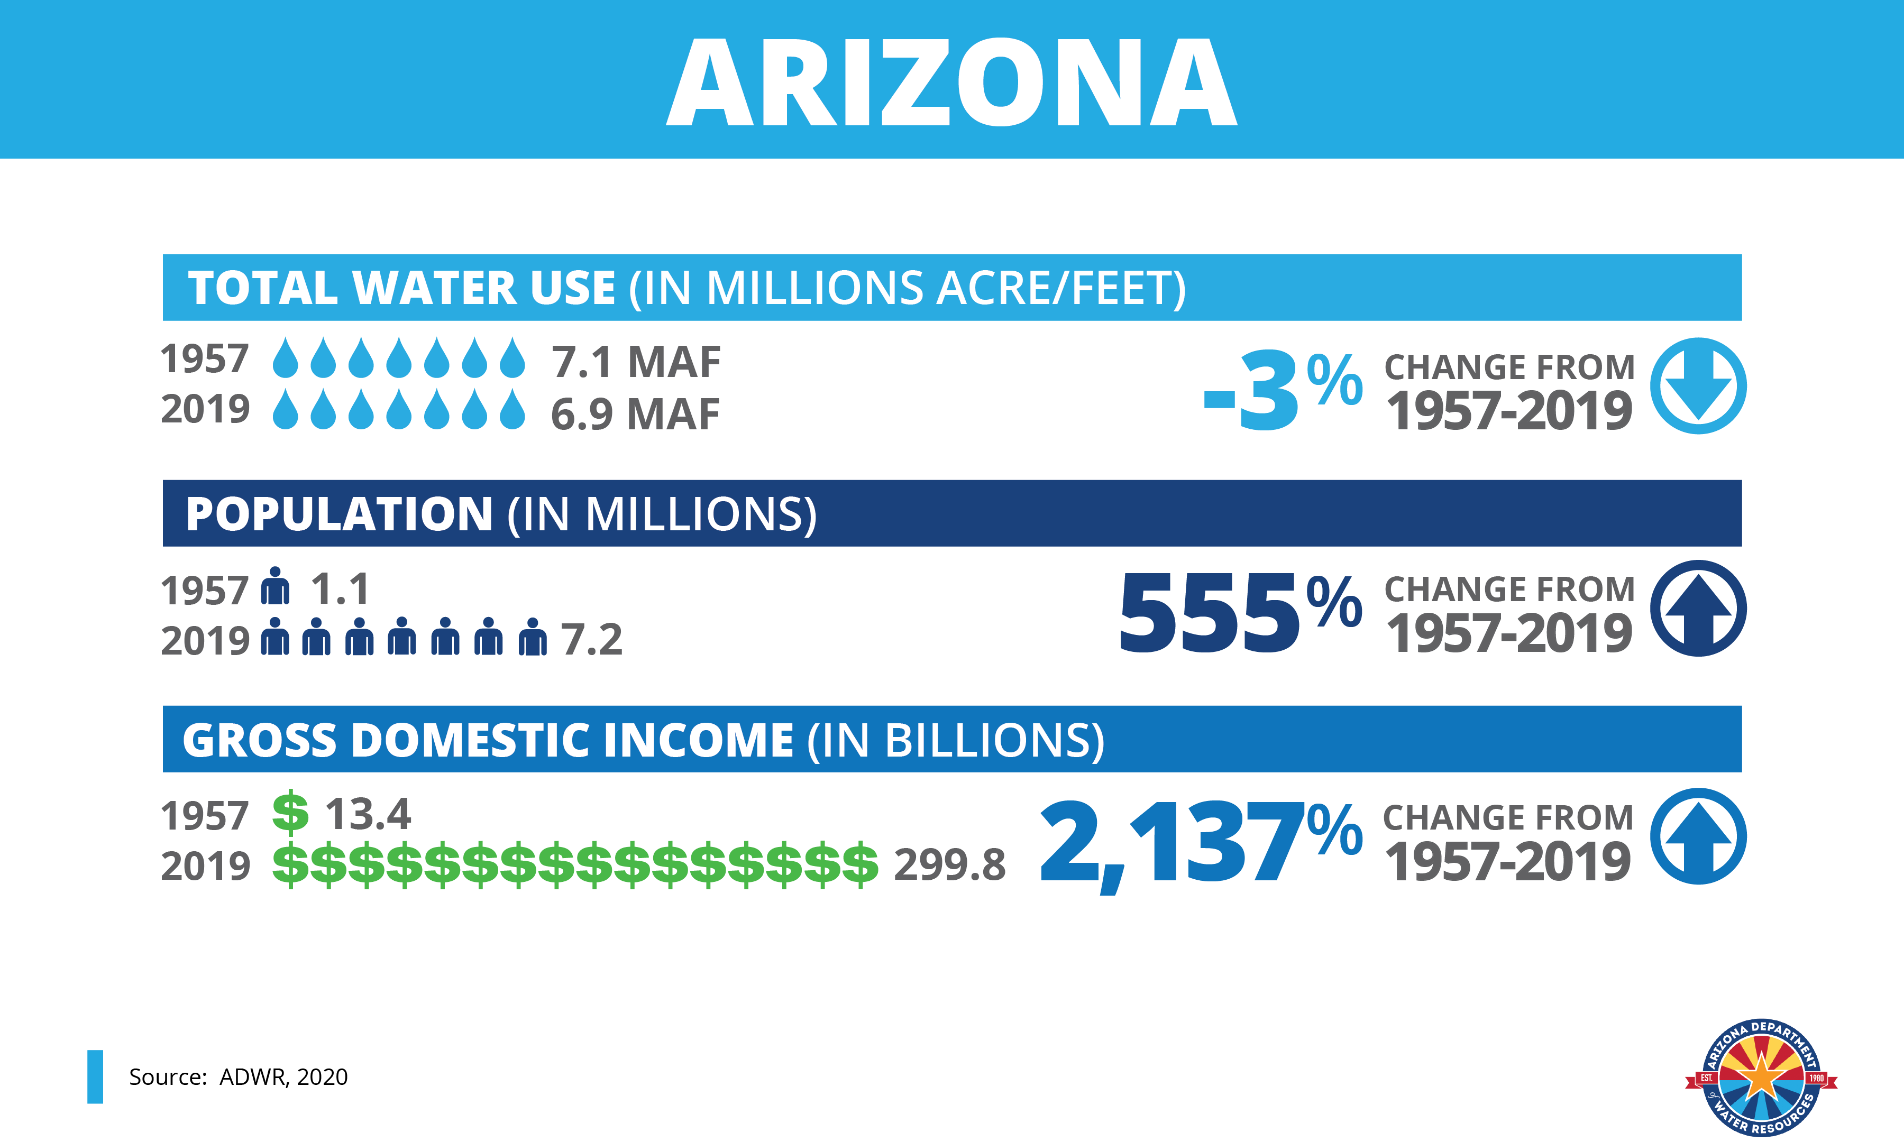 ARIZONA
TOTAL WATER USE (IN MILLIONS ACRE/FEET)
1957 7.1 MAF
2019 6.9 MAF
-3% CHANGE FROM
1957-2019
POPULATION (IN MILLIONS)
1957 1.1
2019 7.2
555% CHANGE FROM
1957-2019
GROSS DOMESTIC INCOME (IN BILLIONS)
1957 $ 13.4
2019 $$$$$$$$$$$$$$$$ 299.8
2,137% CHANGE FROM
1957-2019
Source: ADWR, 2020
ARIZONA DEPARTMENT
EST. 1980
of WATER RESOURCES